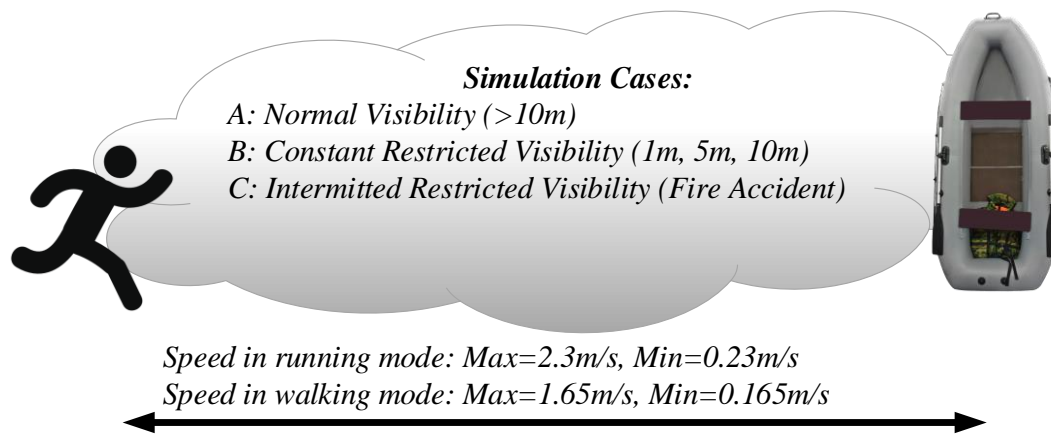 Simulation Cases:
A: Normal Visibility (>10m)
B: Constant Restricted Visibility (1m, 5m, 10m)
C: Intermitted Restricted Visibility (Fire Accident)
Speed in running mode: Max=2.3m/s, Min=0.23m/s
Speed in walking mode: Max=1.65m/s, Min=0.165m/s